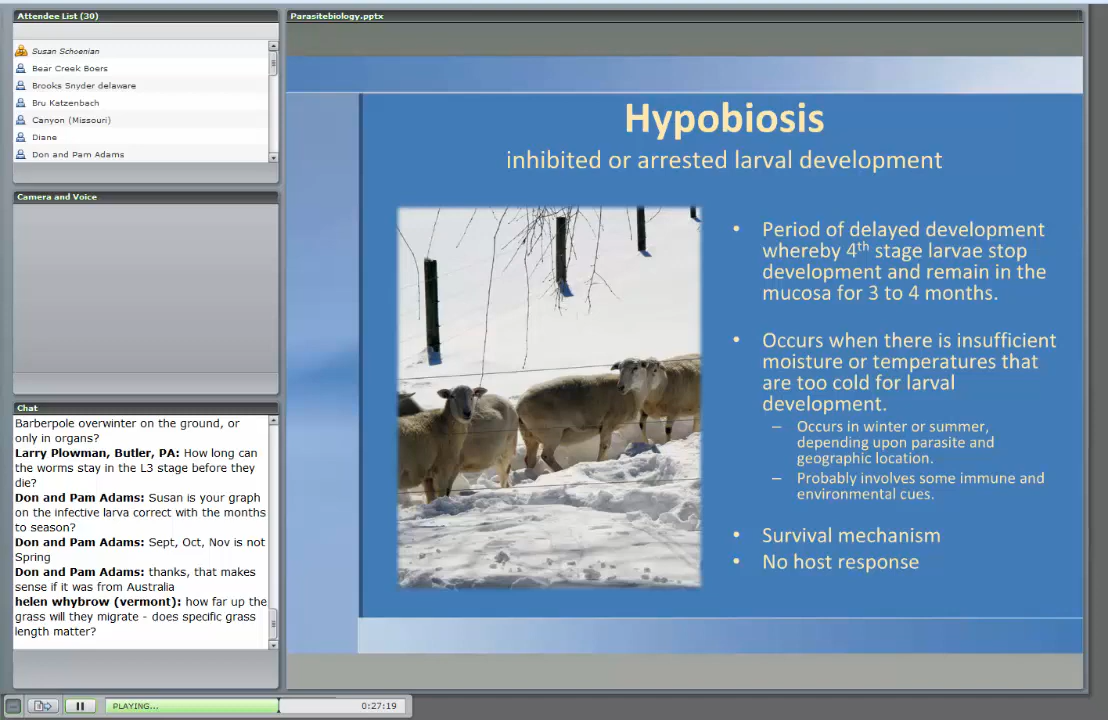 Attendee List (30)
Susan Schoenian
Bear Creek Boers
Brooks Snyder delaware
Bru Katzenbach
Canyon (Missouri)
Diane
Don and Pam Adams
Camera and Voice
Chat
Barberpole overwinter on the ground, or
only in organs?
Larry Plowman, Butler, PA: How long can
the worms stay in the L3 stage before they
die?
Don and Pam Adams: Susan is your graph
on the infective larva correct with the months
to season?
Don and Pam Adams: Sept, Oct, Nov is not
Spring
Don and Pam Adams: thanks, that makes
sense if it was from Australia
helen whybrow (vermont): how far up the
grass will they migrate - does specific grass
length matter?
PLAYING...
0:27:19
Parasitebiology.pptx
Hypobiosis
inhibited or arrested larval development
• Period of delayed development
whereby 4th stage larvae stop
development and remain in the
mucosa for 3 to 4 months.
• Occurs when there is insufficient
moisture or temperatures that
are too cold for larval
development.
– Occurs in winter or summer,
depending upon parasite and
geographic location.
– Probably involves some immune and
environmental cues.
• Survival mechanism
• No host response